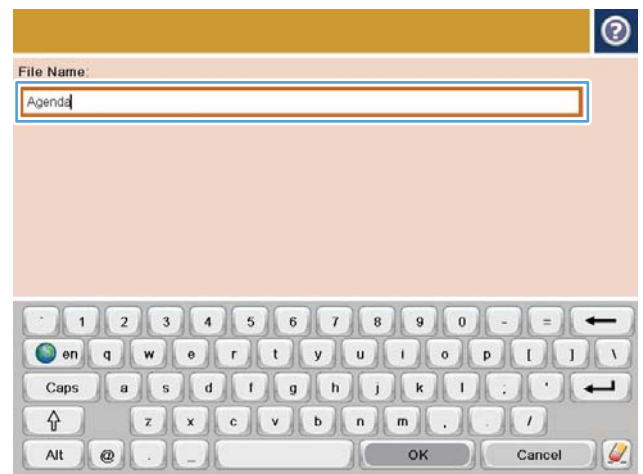 ?
File Name:
Agenda
` 1 2 3 4 5 6 7 8 9 0 - =
en q w e r t y u i o p [ ] \
Caps a s d f g h j k l ; '
z x c v b n m , . /
Alt @ . _ OK Cancel